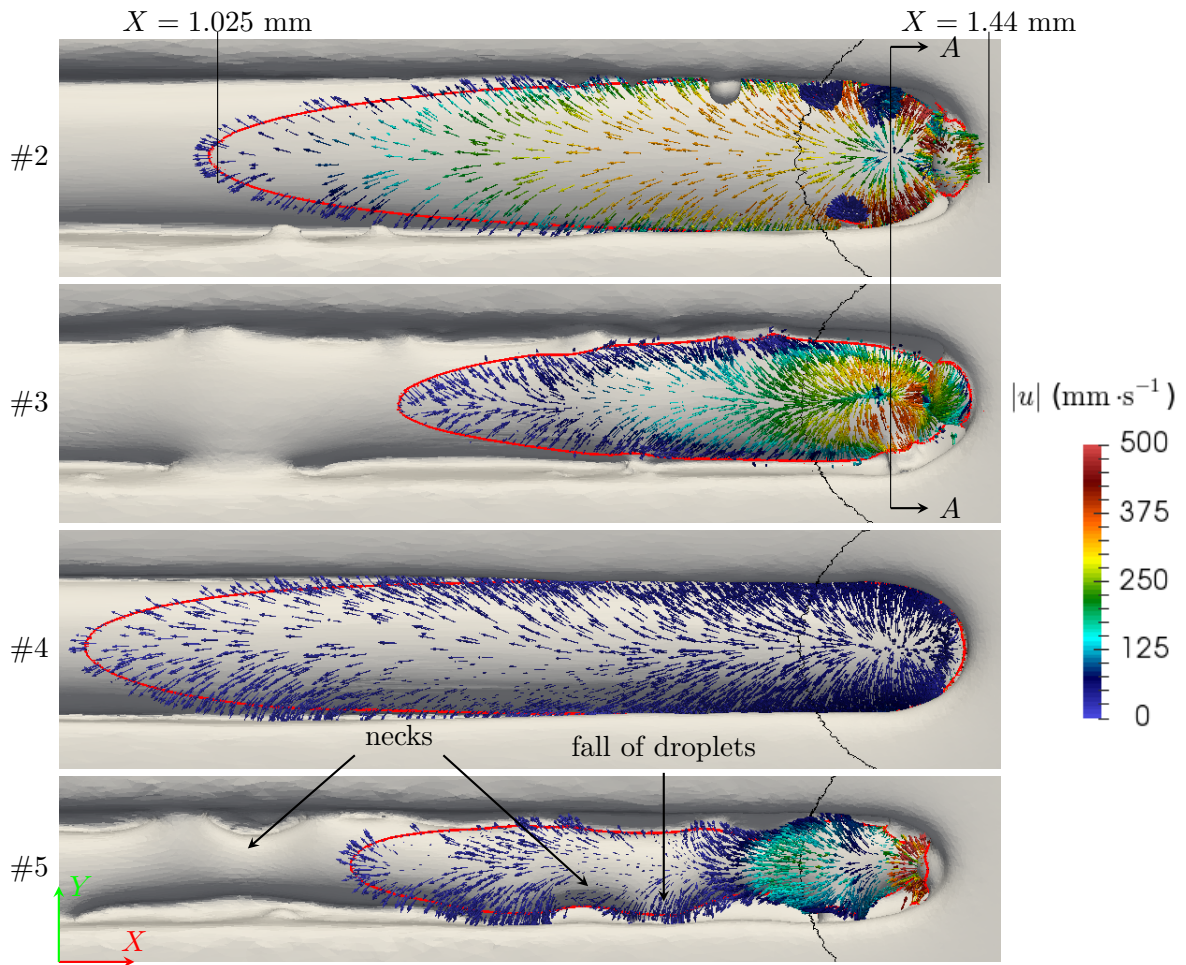 X = 1.025 mm
X = 1.44 mm
A
#2
#3
|u| (mm·s⁻¹)
500
375
250
125
0
A
#4
necks
fall of droplets
#5
Y
X